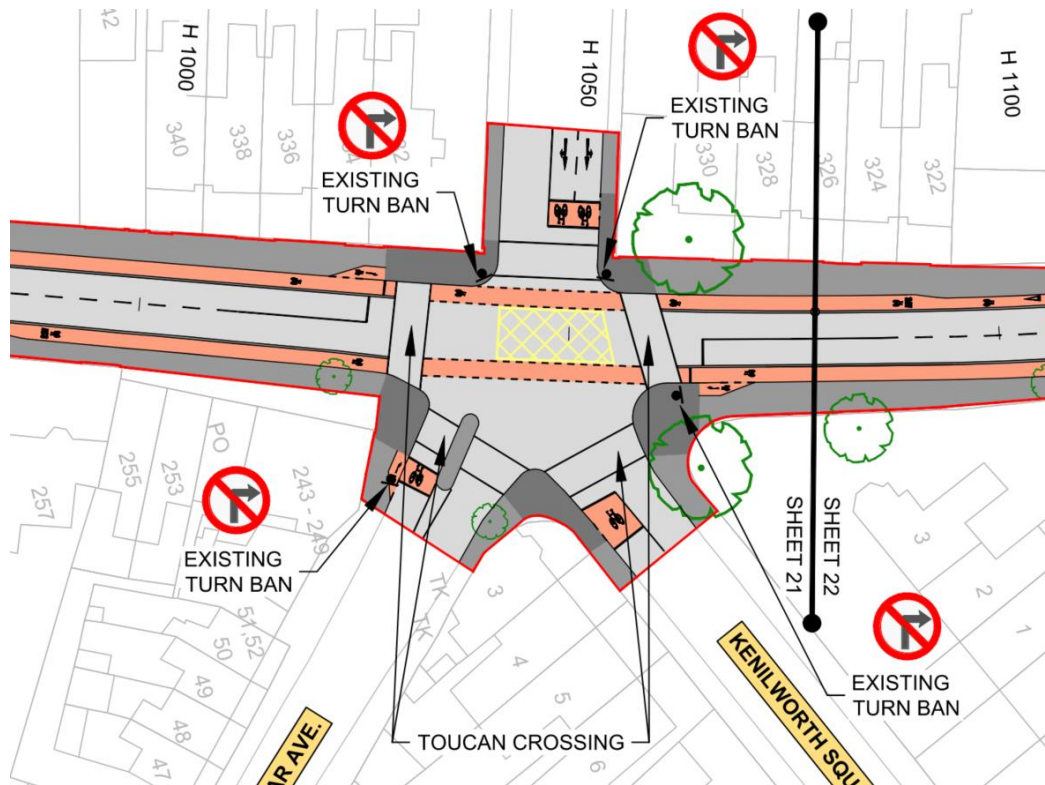 42
H 1000
H 1050
H 1100
340
338
336
330
328
326
324
322
EXISTING
TURN BAN
EXISTING
TURN BAN
257
255
253
PO
243 - 249
EXISTING
TURN BAN
51,52
50
49
48
47
TK
TK
3
4
5
6
SHEET 21
SHEET 22
3
2
1
EXISTING
TURN BAN
TOUCAN CROSSING
AR AVE.
KENILWORTH SQU